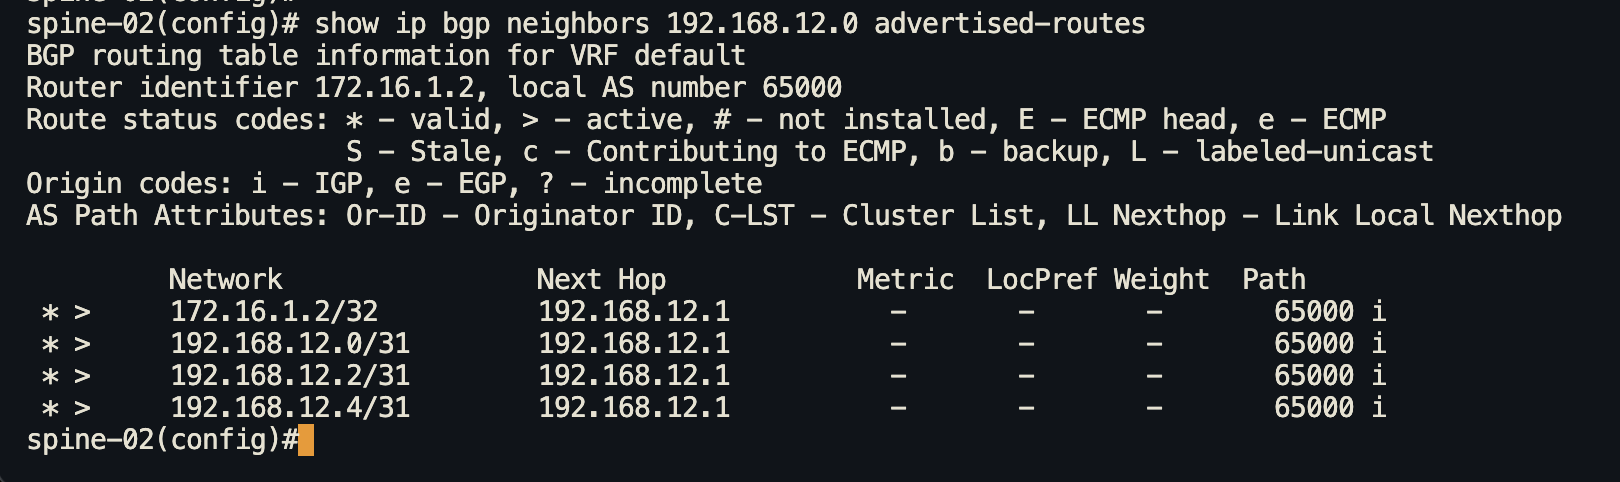 spine-02(config)# show ip bgp neighbors 192.168.12.0 advertised-routes
BGP routing table information for VRF default
Router identifier 172.16.1.2, local AS number 65000
Route status codes: * - valid, > - active, # - not installed, E - ECMP head, e - ECMP
                    S - Stale, c - Contributing to ECMP, b - backup, L - labeled-unicast
Origin codes: i - IGP, e - EGP, ? - incomplete
AS Path Attributes: Or-ID - Originator ID, C-LST - Cluster List, LL Nexthop - Link Local Nexthop

         Network                Next Hop            Metric  LocPref Weight  Path
 * >     172.16.1.2/32          192.168.12.1          -       -       -       65000 i
 * >     192.168.12.0/31        192.168.12.1          -       -       -       65000 i
 * >     192.168.12.2/31        192.168.12.1          -       -       -       65000 i
 * >     192.168.12.4/31        192.168.12.1          -       -       -       65000 i
spine-02(config)#